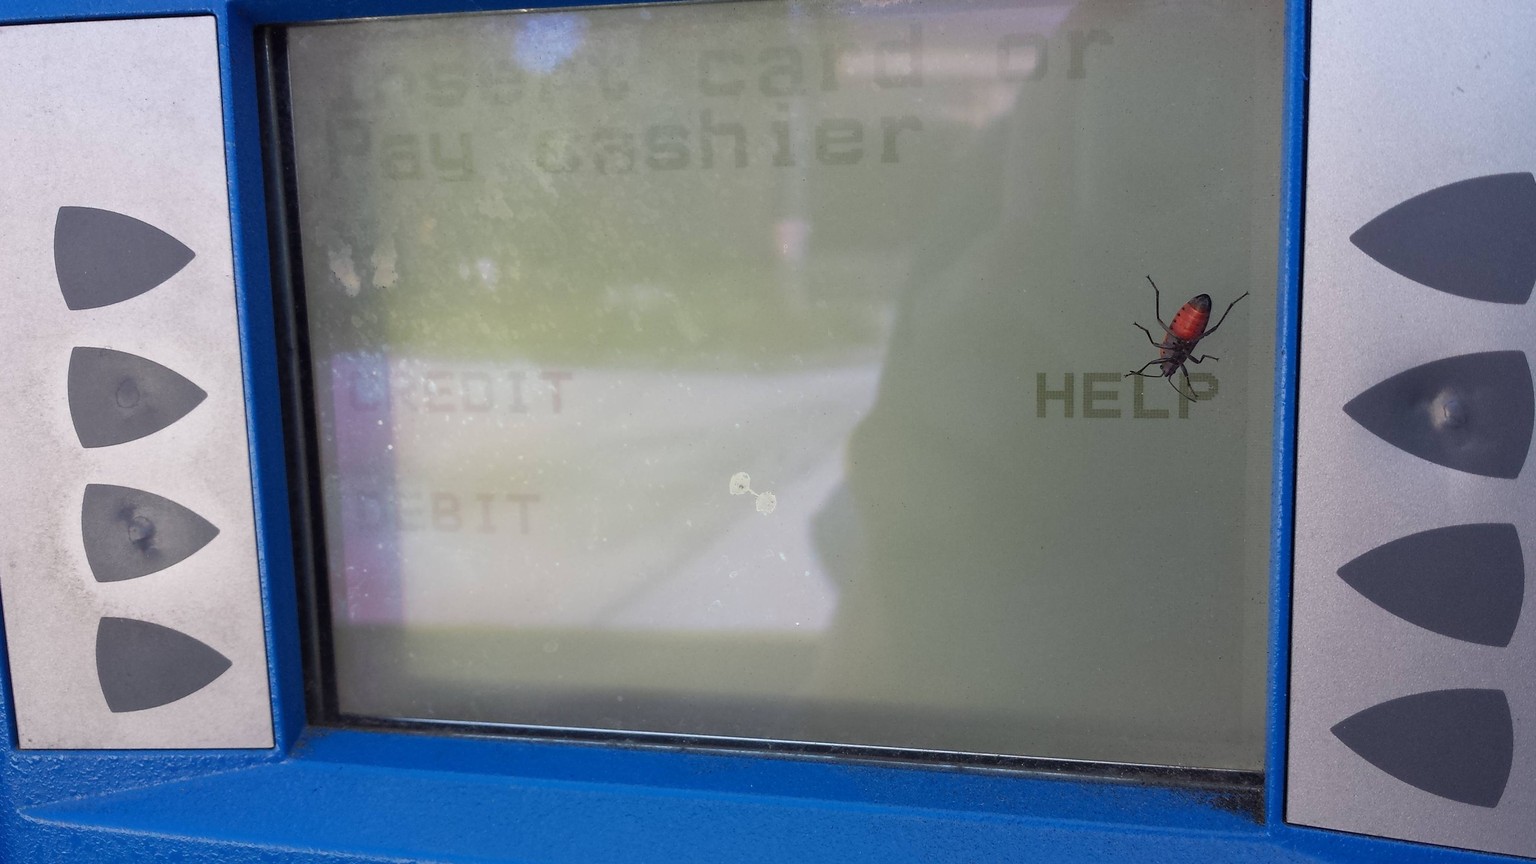 Insert card or
Pay cashier
CREDIT
HELP
DEBIT